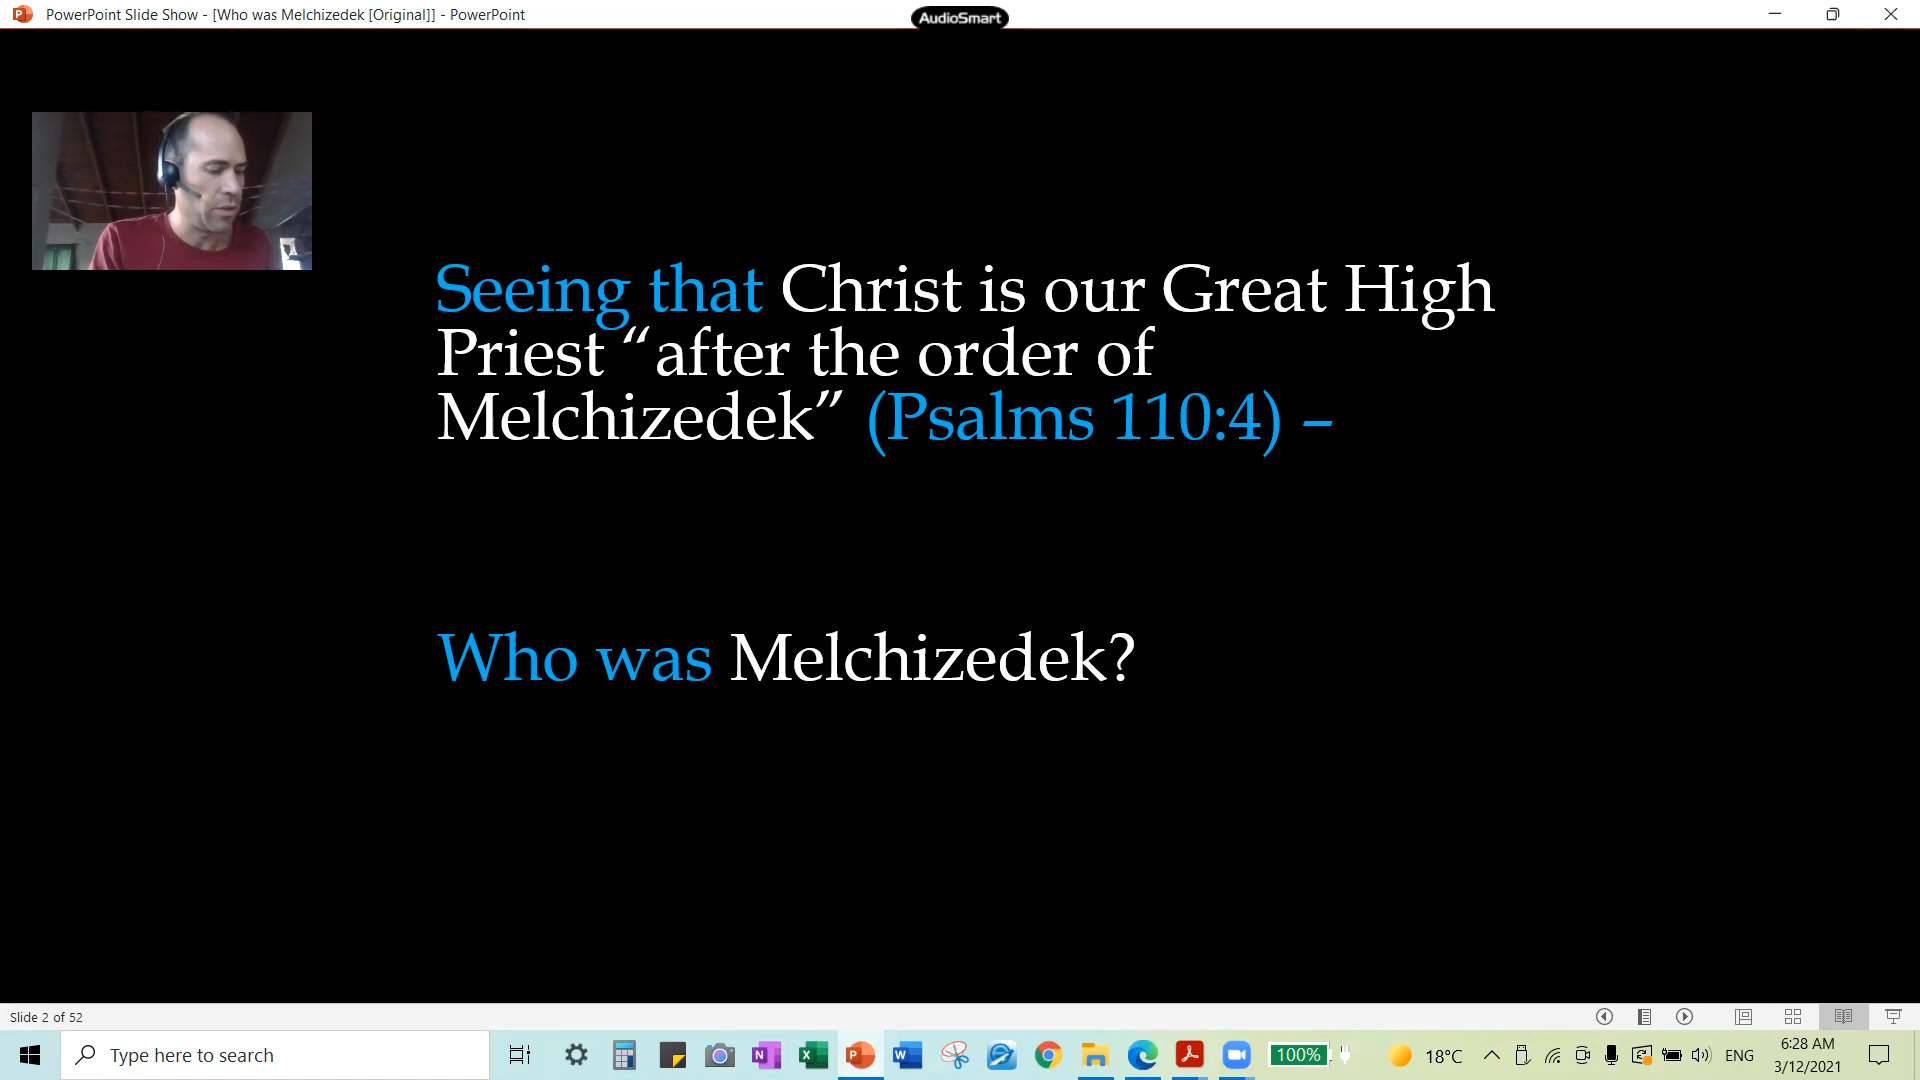 PowerPoint Slide Show - [Who was Melchizedek [Original]] - PowerPoint
AudioSmart
Seeing that Christ is our Great High
Priest “after the order of
Melchizedek” (Psalms 110:4) –
Who was Melchizedek?
Slide 2 of 52
Type here to search
100%
18°C
ENG
6:28 AM
3/12/2021